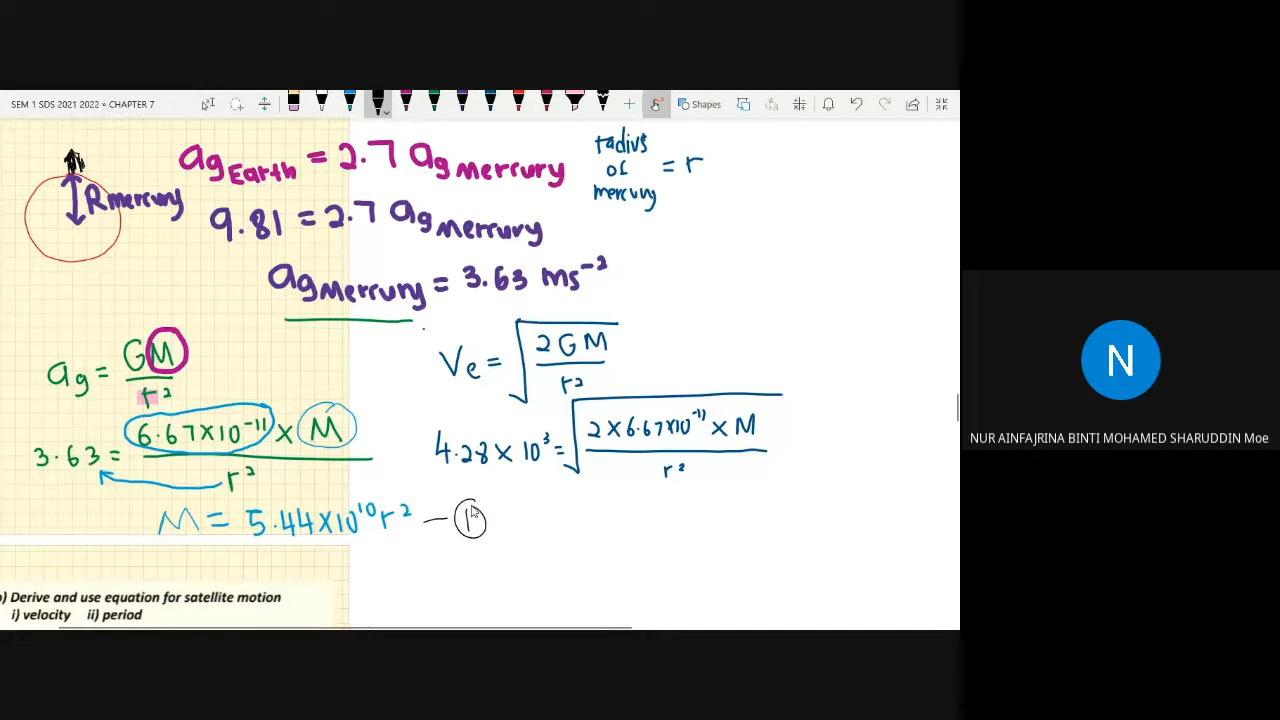 SEM 1 SDS 2021 2022 » CHAPTER 7
Shapes
ag Earth = 2.7 ag Mercury
radius
of
mercury
= r
Rmercury
9.81 = 2.7 ag Mercury
ag Mercury = 3.63 ms⁻²
ag = GM / r²
Ve = √(2GM / r²)
3.63 = 6.67×10⁻¹¹ × M / r²
4.28 × 10³ = √(2 × 6.67×10⁻¹¹ × M / r²)
M = 5.44×10¹⁰ r² — ①
) Derive and use equation for satellite motion
i) velocity ii) period
N
NUR AINFAJRINA BINTI MOHAMED SHARUDDIN Moe